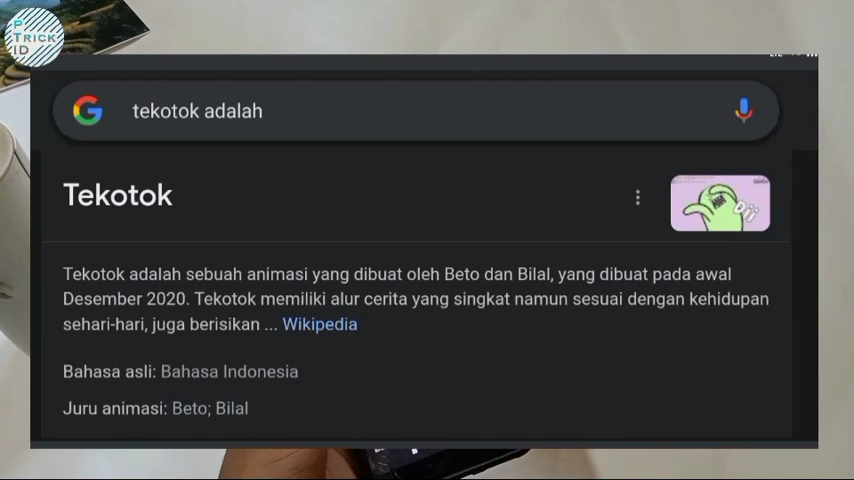 P
TRICK
ID
tekotok adalah
Tekotok
Dii
Tekotok adalah sebuah animasi yang dibuat oleh Beto dan Bilal, yang dibuat pada awal
Desember 2020. Tekotok memiliki alur cerita yang singkat namun sesuai dengan kehidupan
sehari-hari, juga berisikan ... Wikipedia
Bahasa asli: Bahasa Indonesia
Juru animasi: Beto; Bilal